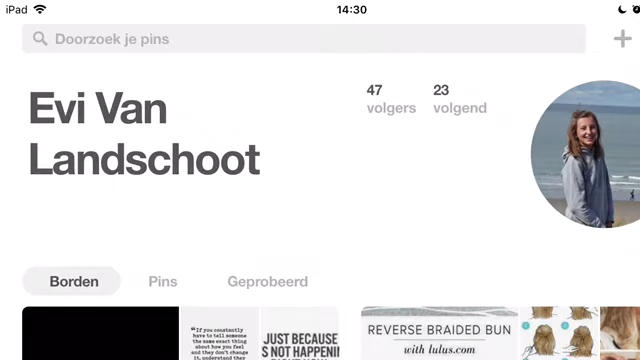 iPad 14:30
Doorzoek je pins
Evi Van
Landschoot
47 23
volgers volgend
Borden Pins Geprobeerd
"If you constantly
have to tell someone
the same exact thing
about how you feel
and they don't change
it, understand they
JUST BECAUSE
S NOT HAPPENI
REVERSE BRAIDED BUN
with lulus.com